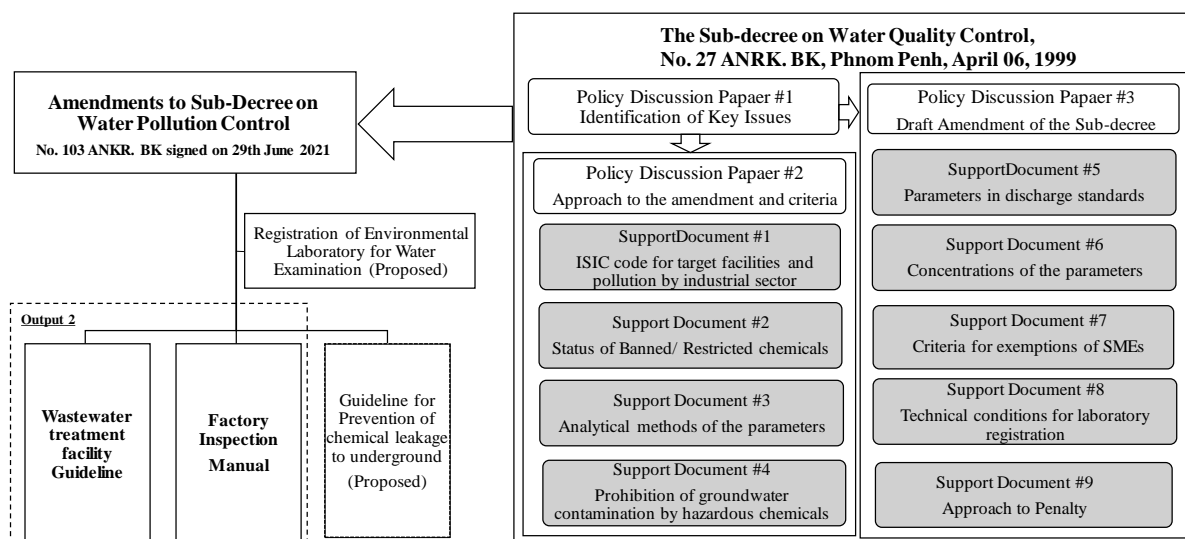 Amendments to Sub-Decree on
Water Pollution Control
No. 103 ANKR. BK signed on 29th June 2021
Registration of Environmental
Laboratory for Water
Examination (Proposed)
Output 2
Wastewater
treatment
facility
Guideline
Factory
Inspection
Manual
Guideline for
Prevention of
chemical leakage
to underground
(Proposed)
The Sub-decree on Water Quality Control,
No. 27 ANRK. BK, Phnom Penh, April 06, 1999
Policy Discussion Papaer #1
Identification of Key Issues
Policy Discussion Papaer #2
Approach to the amendment and criteria
SupportDocument #1
ISIC code for target facilities and
pollution by industrial sector
Support Document #2
Status of Banned/ Restricted chemicals
Support Document #3
Analytical methods of the parameters
Support Document #4
Prohibition of groundwater
contamination by hazardous chemicals
Policy Discussion Papaer #3
Draft Amendment of the Sub-decree
SupportDocument #5
Parameters in discharge standards
Support Document #6
Concentrations of the parameters
Support Document #7
Criteria for exemptions of SMEs
Support Document #8
Technical conditions for laboratory
registration
Support Document #9
Approach to Penalty